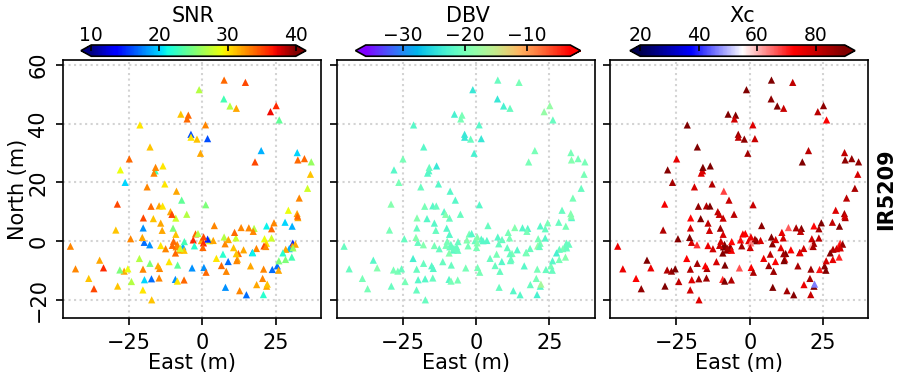 SNR DBV Xc
10 20 30 40 −30 −20 −10 20 40 60 80
60
40
20
0
−20
North (m)
IR5209
−25 0 25 −25 0 25 −25 0 25
East (m) East (m) East (m)